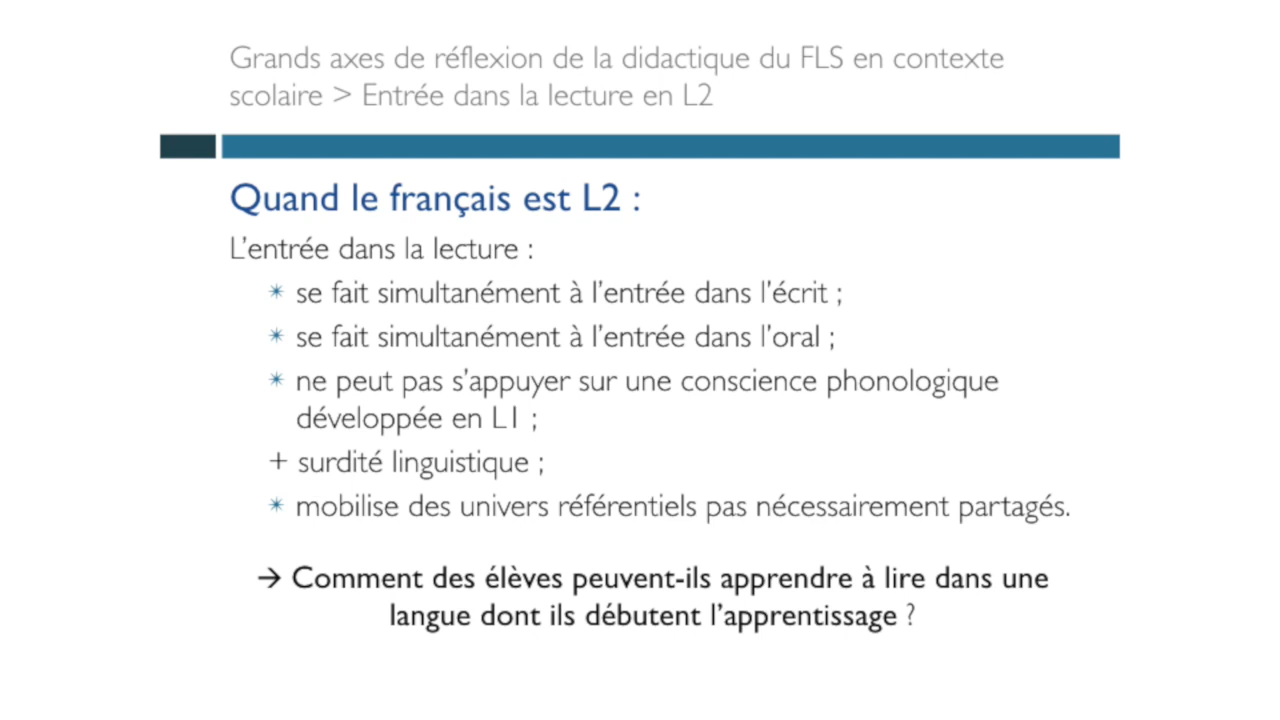 Grands axes de réflexion de la didactique du FLS en contexte
scolaire > Entrée dans la lecture en L2
Quand le français est L2 :
L’entrée dans la lecture :
✴ se fait simultanément à l’entrée dans l’écrit ;
✴ se fait simultanément à l’entrée dans l’oral ;
✴ ne peut pas s’appuyer sur une conscience phonologique
développée en L1 ;
+ surdité linguistique ;
✴ mobilise des univers référentiels pas nécessairement partagés.
→ Comment des élèves peuvent-ils apprendre à lire dans une
langue dont ils débutent l’apprentissage ?